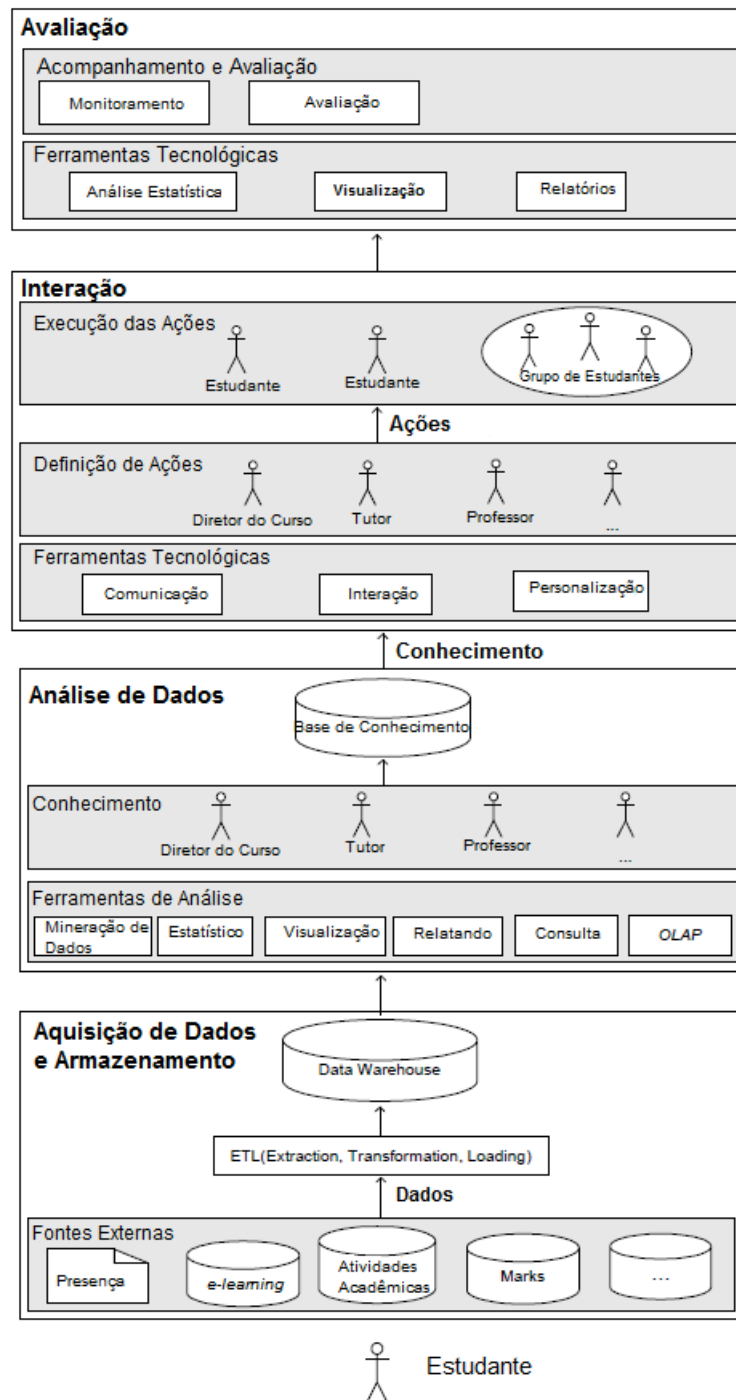 Avaliação
Acompanhamento e Avaliação
Monitoramento
Avaliação
Ferramentas Tecnológicas
Análise Estatística
Visualização
Relatórios
Interação
Execução das Ações
Estudante
Estudante
Grupo de Estudantes
Ações
Definição de Ações
Diretor do Curso
Tutor
Professor
...
Ferramentas Tecnológicas
Comunicação
Interação
Personalização
Conhecimento
Análise de Dados
Base de Conhecimento
Conhecimento
Diretor do Curso
Tutor
Professor
...
Ferramentas de Análise
Mineração de
Dados
Estatístico
Visualização
Relatando
Consulta
OLAP
Aquisição de Dados
e Armazenamento
Data Warehouse
ETL(Extraction, Transformation, Loading)
Dados
Fontes Externas
Presença
e-learning
Atividades
Acadêmicas
Marks
...
Estudante